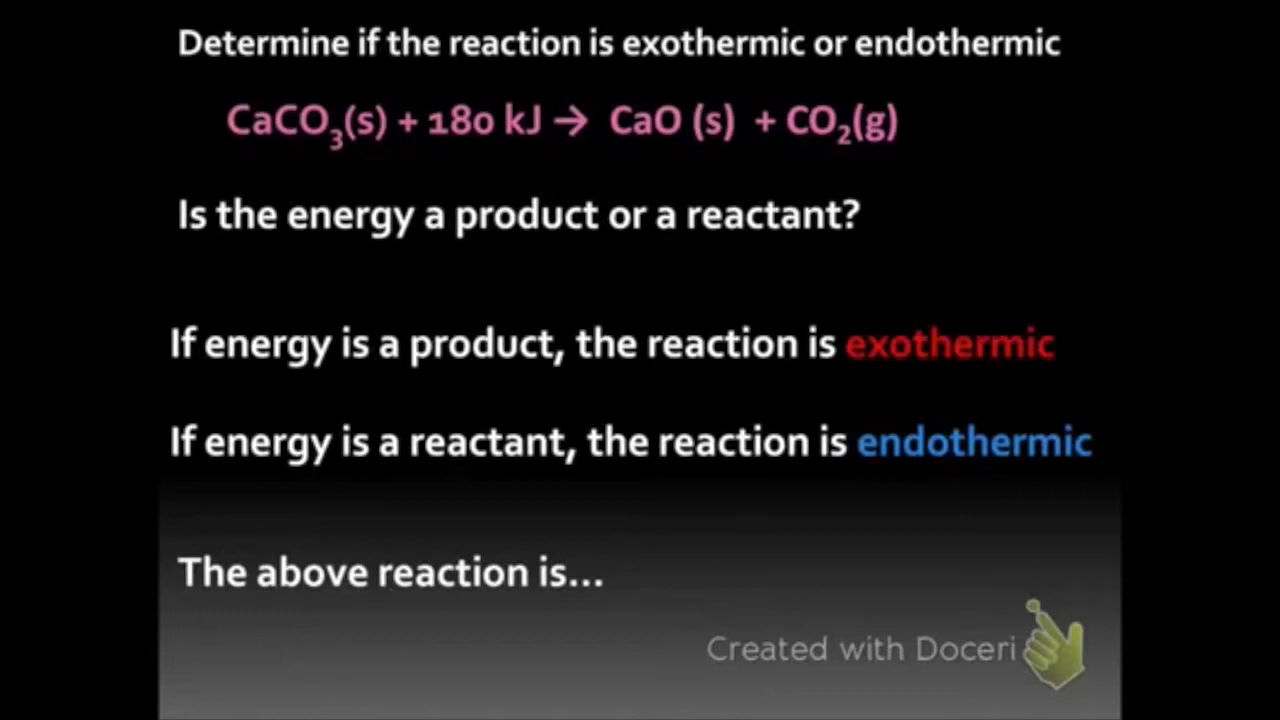 Determine if the reaction is exothermic or endothermic
CaCO₃(s) + 180 kJ → CaO (s) + CO₂(g)
Is the energy a product or a reactant?
If energy is a product, the reaction is exothermic
If energy is a reactant, the reaction is endothermic
The above reaction is...
Created with Doceri